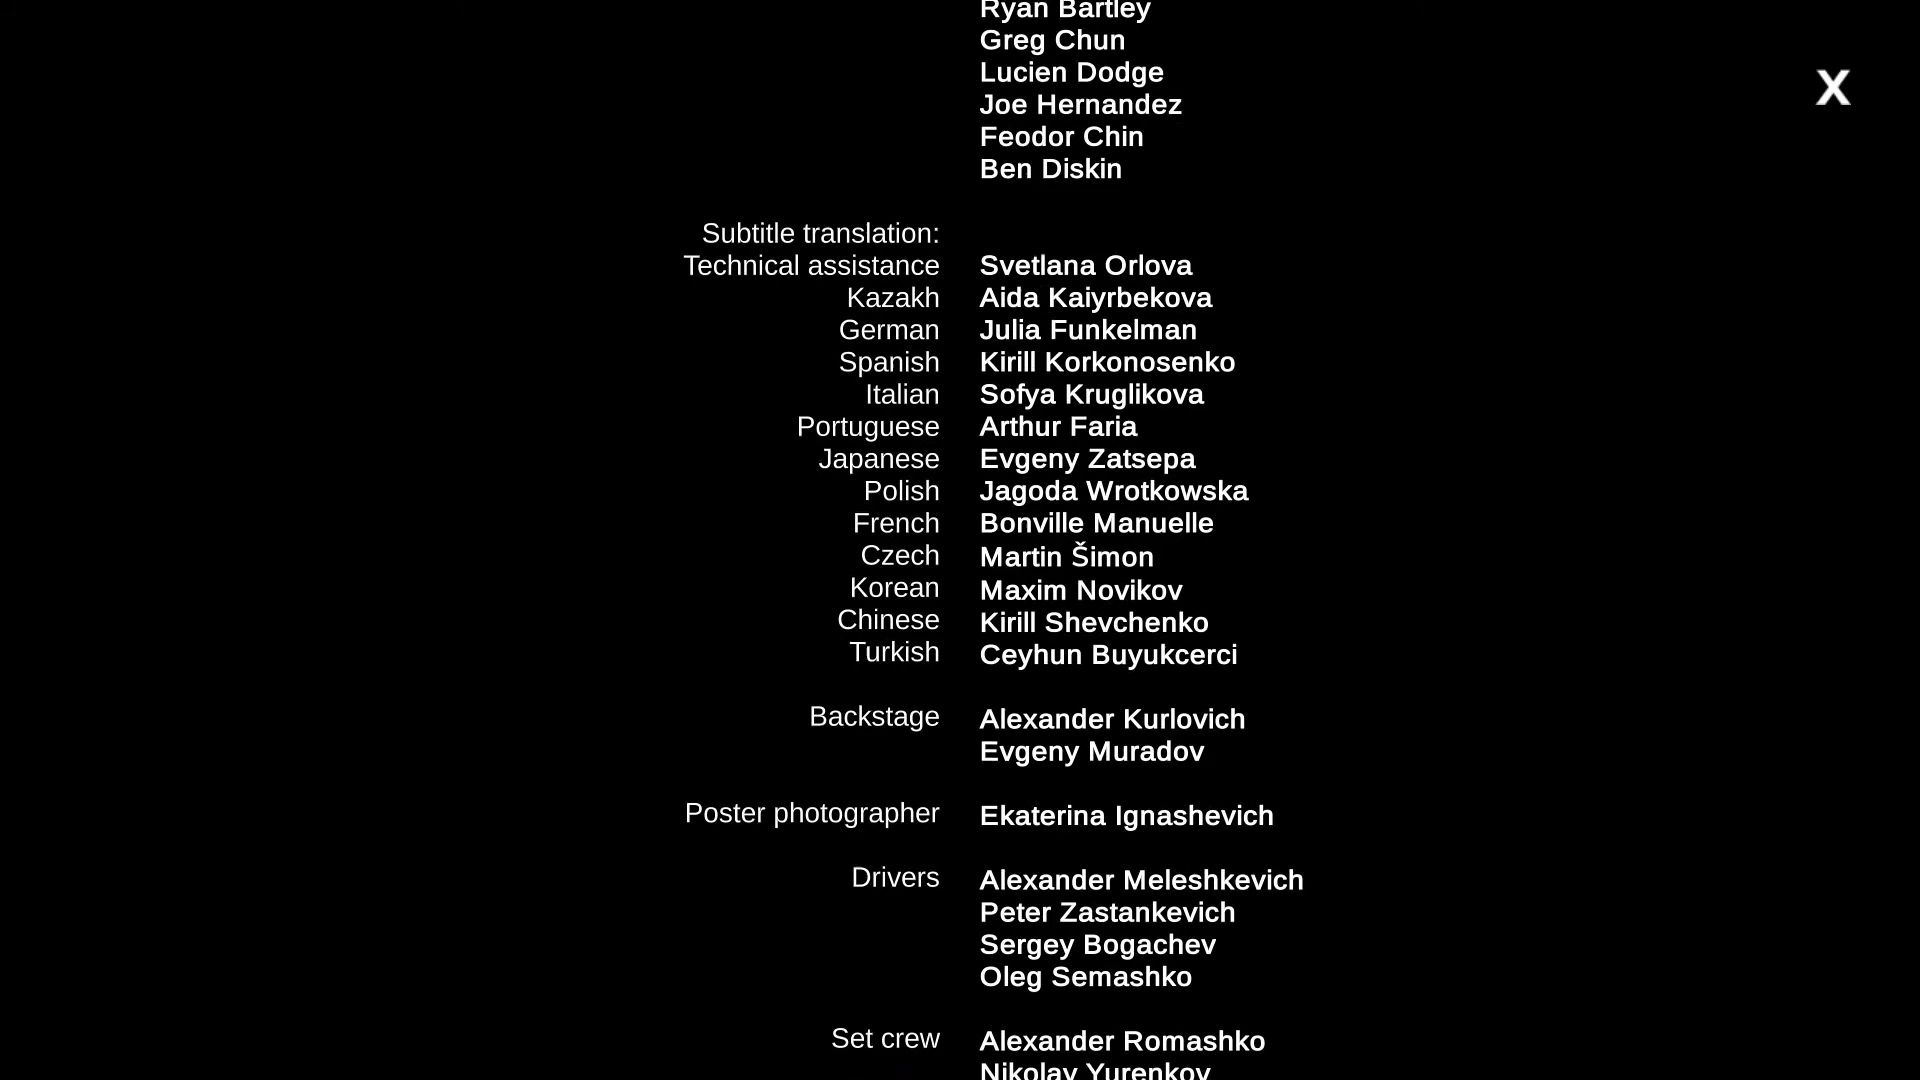 Ryan Bartley
Greg Chun
X
Lucien Dodge
Joe Hernandez
Feodor Chin
Ben Diskin
Subtitle translation:
Technical assistance Svetlana Orlova
Kazakh Aida Kaiyrbekova
German Julia Funkelman
Spanish Kirill Korkonosenko
Italian Sofya Kruglikova
Portuguese Arthur Faria
Japanese Evgeny Zatsepa
Polish Jagoda Wrotkowska
French Bonville Manuelle
Czech Martin Šimon
Korean Maxim Novikov
Chinese Kirill Shevchenko
Turkish Ceyhun Buyukcerci
Backstage Alexander Kurlovich
Evgeny Muradov
Poster photographer Ekaterina Ignashevich
Drivers Alexander Meleshkevich
Peter Zastankevich
Sergey Bogachev
Oleg Semashko
Set crew Alexander Romashko
Nikolay Yurenkov